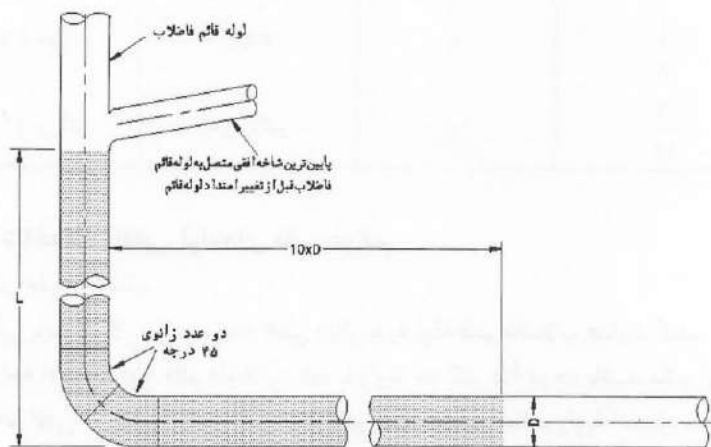 لوله قائم فاضلاب
پایین‌ترین شاخه افقی متصل به لوله قائم
فاضلاب قبل از تغییر امتداد لوله قائم
10xD
L
دو عدد زانوی
۴۵ درجه
D